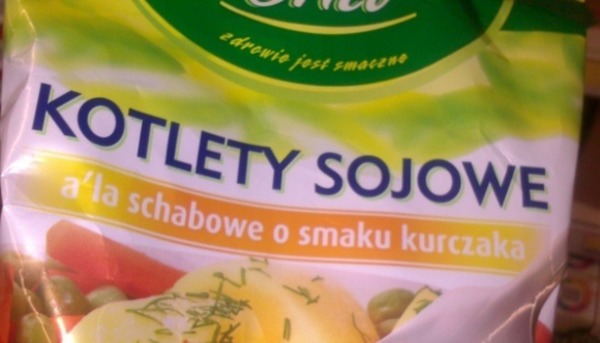 zdrowie jest smaczne
KOTLETY SOJOWE
a'la schabowe o smaku kurczaka